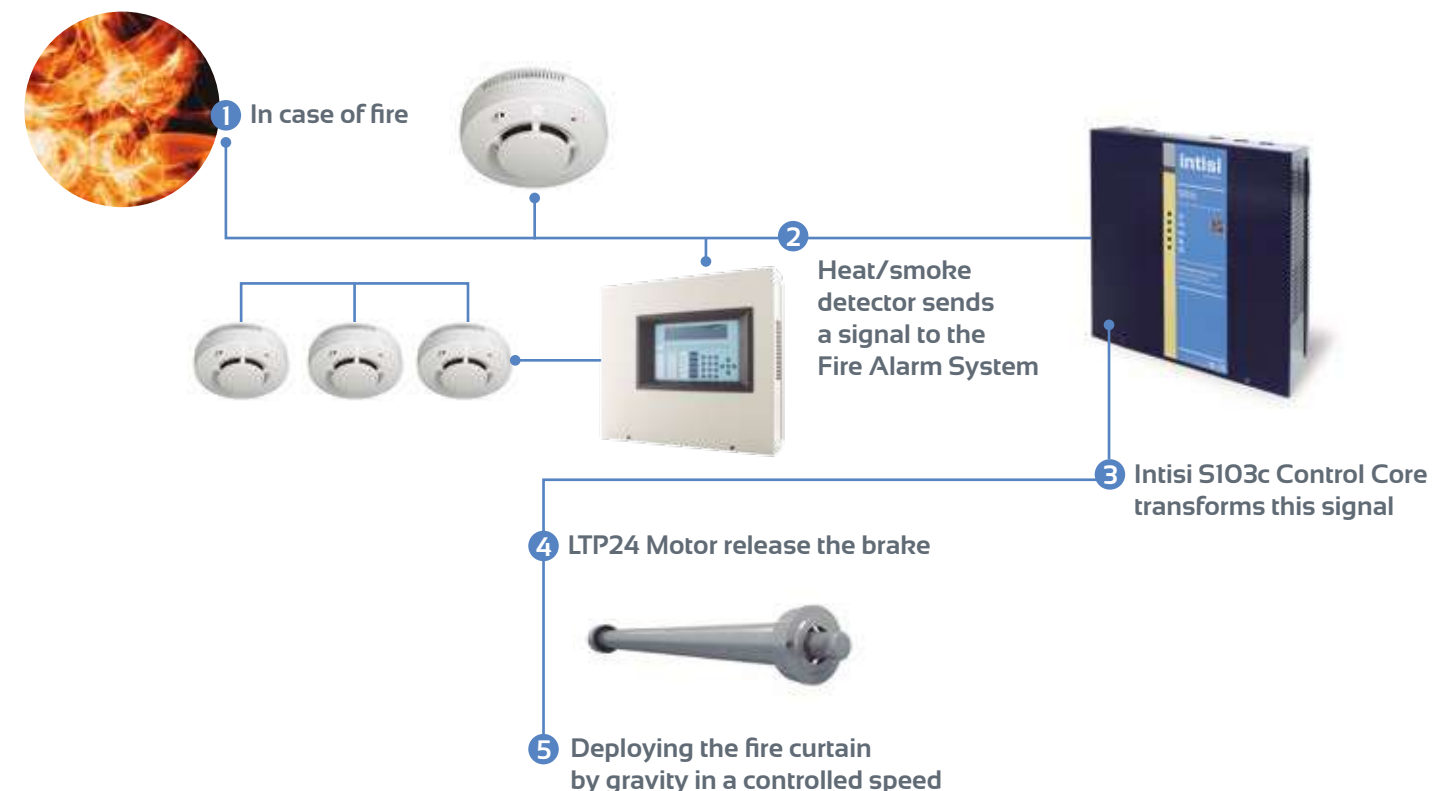 1 In case of fire
intisi
2
Heat/smoke
detector sends
a signal to the
Fire Alarm System
3 Intisi S103c Control Core
transforms this signal
4 LTP24 Motor release the brake
5 Deploying the fire curtain
by gravity in a controlled speed